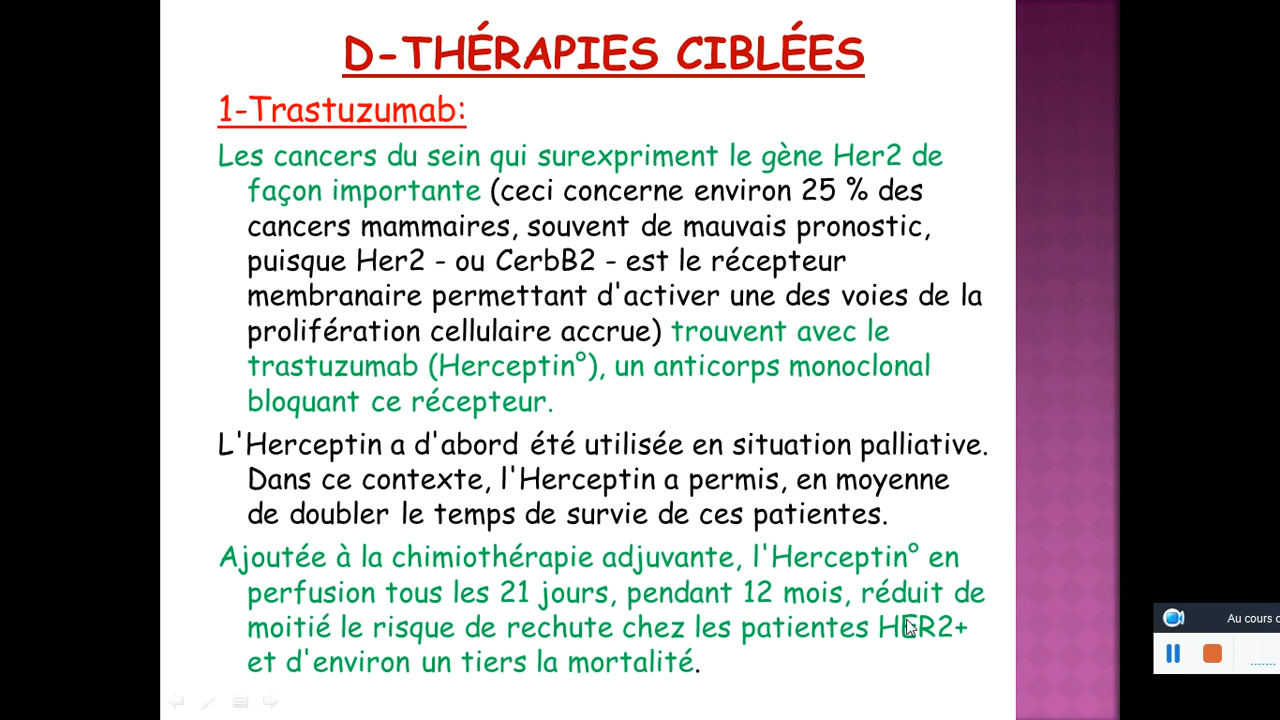 D-THÉRAPIES CIBLÉES
1-Trastuzumab:
Les cancers du sein qui surexpriment le gène Her2 de
façon importante (ceci concerne environ 25 % des
cancers mammaires, souvent de mauvais pronostic,
puisque Her2 - ou CerbB2 - est le récepteur
membranaire permettant d'activer une des voies de la
prolifération cellulaire accrue) trouvent avec le
trastuzumab (Herceptin°), un anticorps monoclonal
bloquant ce récepteur.
L'Herceptin a d'abord été utilisée en situation palliative.
Dans ce contexte, l'Herceptin a permis, en moyenne
de doubler le temps de survie de ces patientes.
Ajoutée à la chimiothérapie adjuvante, l'Herceptin° en
perfusion tous les 21 jours, pendant 12 mois, réduit de
moitié le risque de rechute chez les patientes HER2+
et d'environ un tiers la mortalité.
Au cours